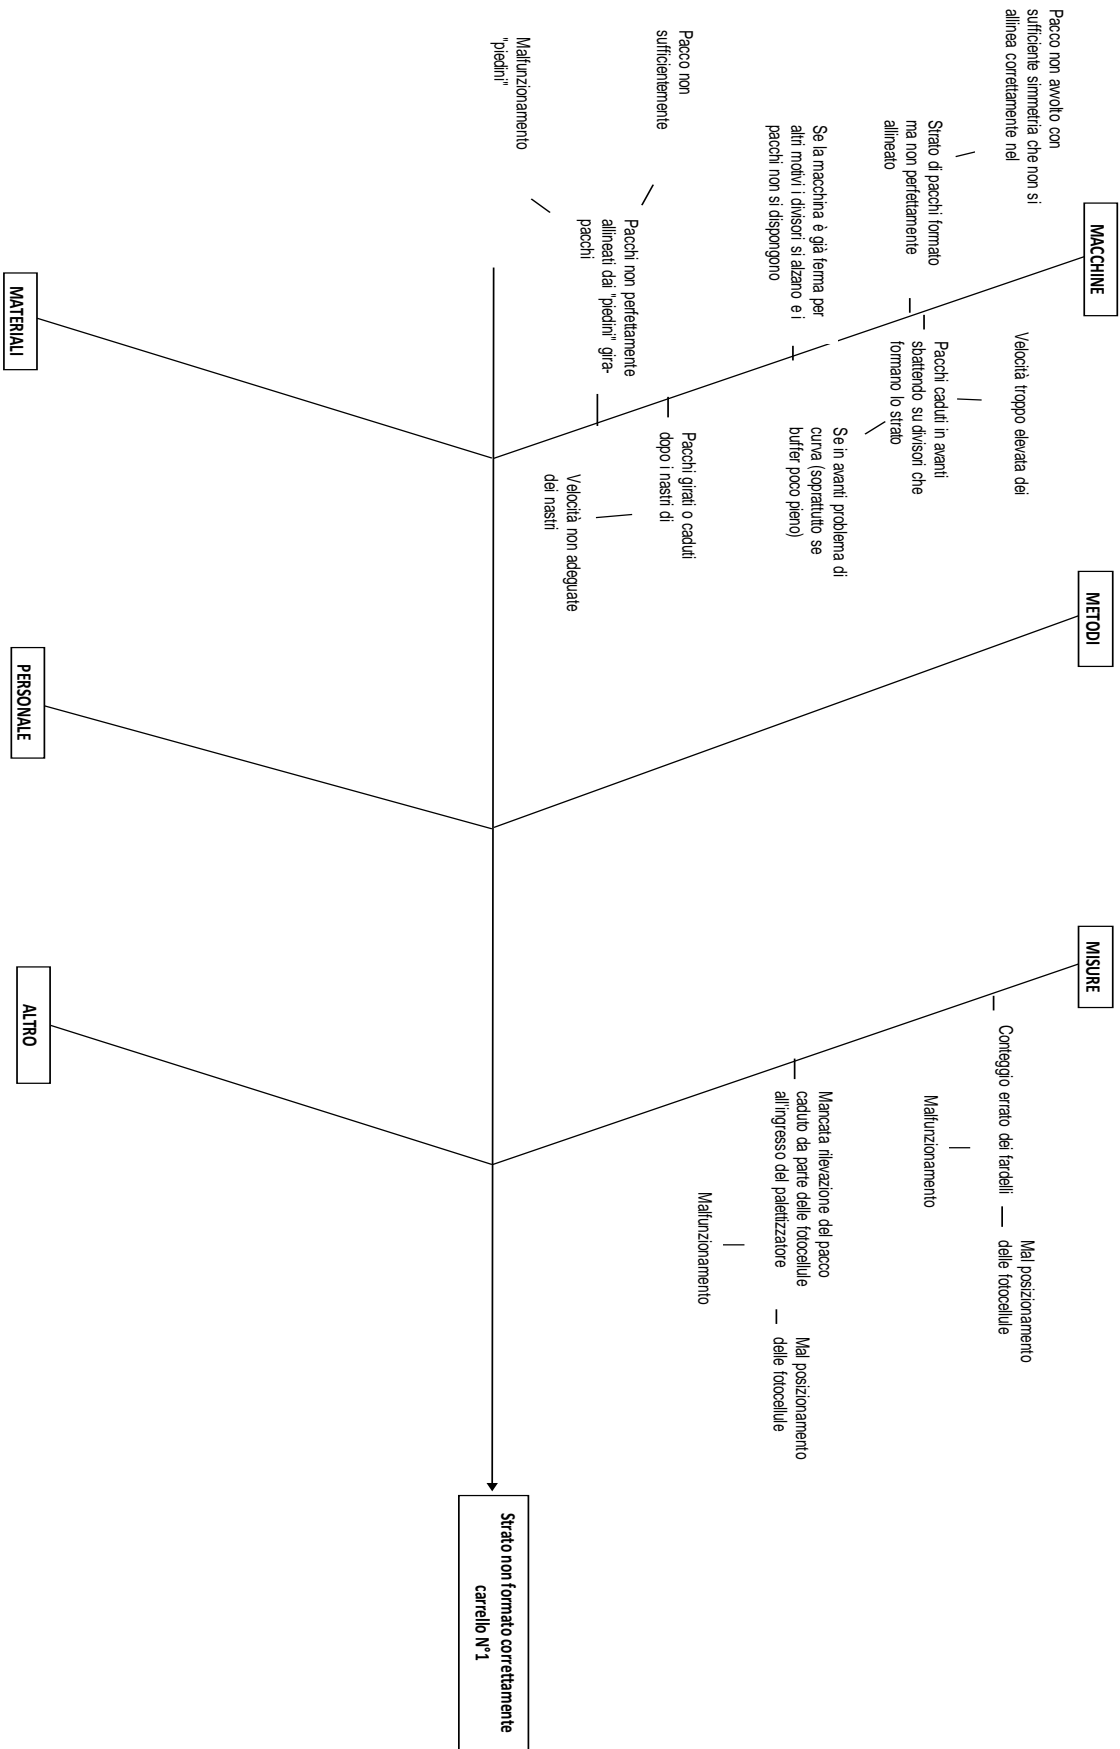 MACCHINE
METODI
MISURE
Pacco non avvolto con
sufficiente simmetria che non si
allinea correttamente nel
Strato di pacchi formato
ma non perfettamente
allineato
Velocità troppo elevata dei
Pacchi caduti in avanti
sbattendo su divisori che
formano lo strato
Se la macchina è già ferma per
altri motivi i divisori si alzano e i
pacchi non si dispongono
Se in avanti problema di
curva (soprattutto se
buffer poco pieno)
Pacco non
sufficientemente
Pacchi non perfettamente
allineati dai "piedini" gira-
pacchi
Malfunzionamento
"piedini"
Pacchi girati o caduti
dopo i nastri di
Velocità non adeguate
dei nastri
Conteggio errato dei fardelli
Mal posizionamento
delle fotocellule
Malfunzionamento
Mancata rilevazione del pacco
caduto da parte delle fotocellule
all'ingresso del palettizzatore
Mal posizionamento
delle fotocellule
Malfunzionamento
Strato non formato correttamente
carrello N°1
MATERIALI
PERSONALE
ALTRO